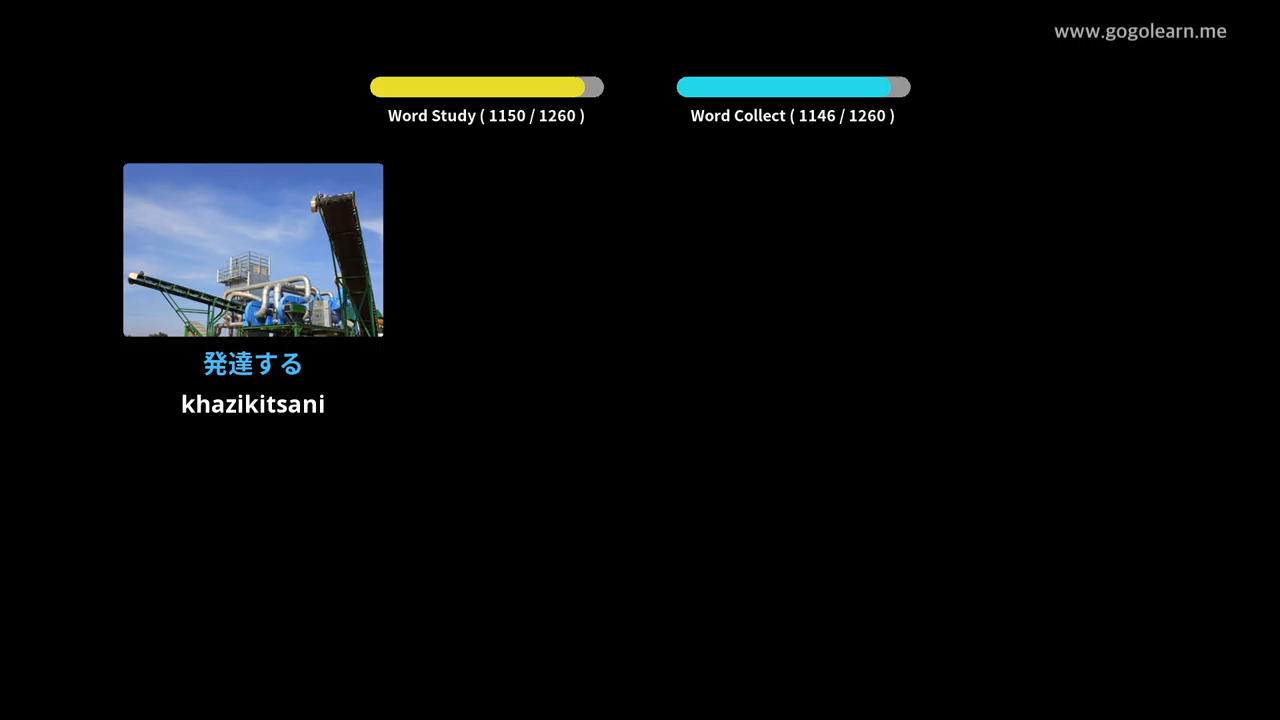 www.gogolearn.me
Word Study ( 1150 / 1260 )
Word Collect ( 1146 / 1260 )
発達する
khazikitsani